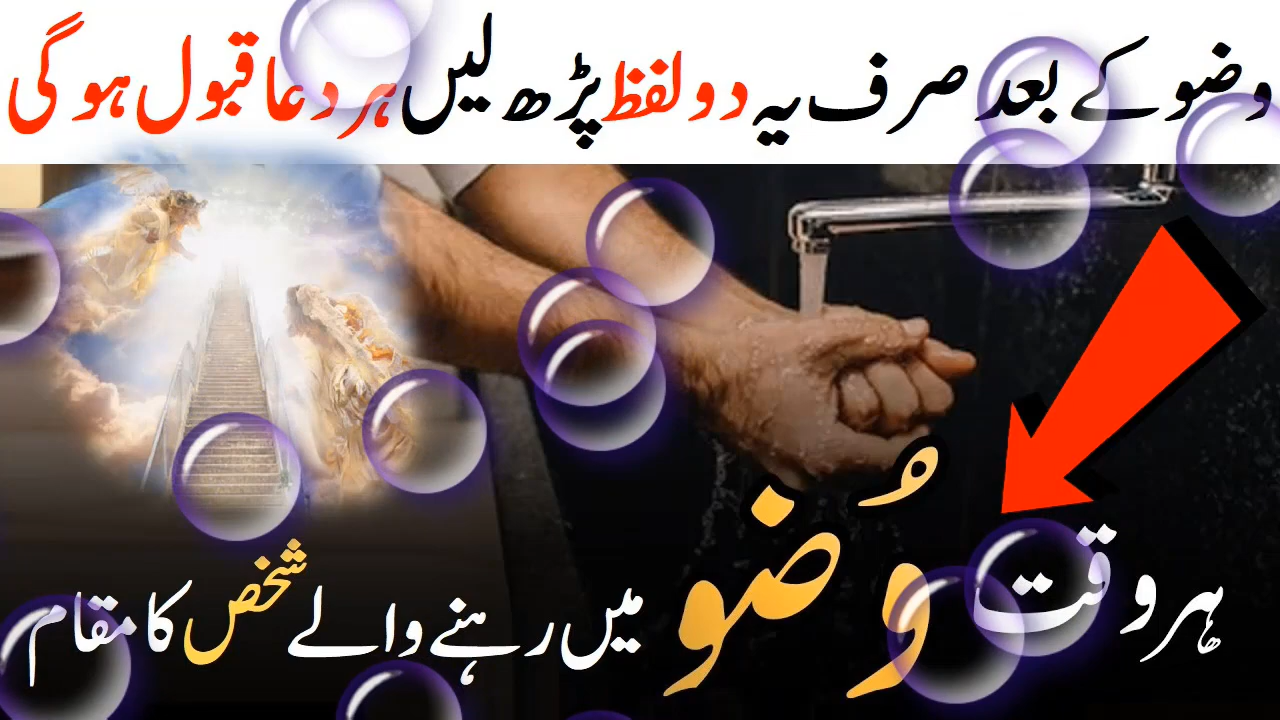 وضو کے بعد صرف یہ دو لفظ پڑھ لیں ہر دعا قبول ہو گی
ہر وقت وُضو میں رہنے والے شخص کا مقام